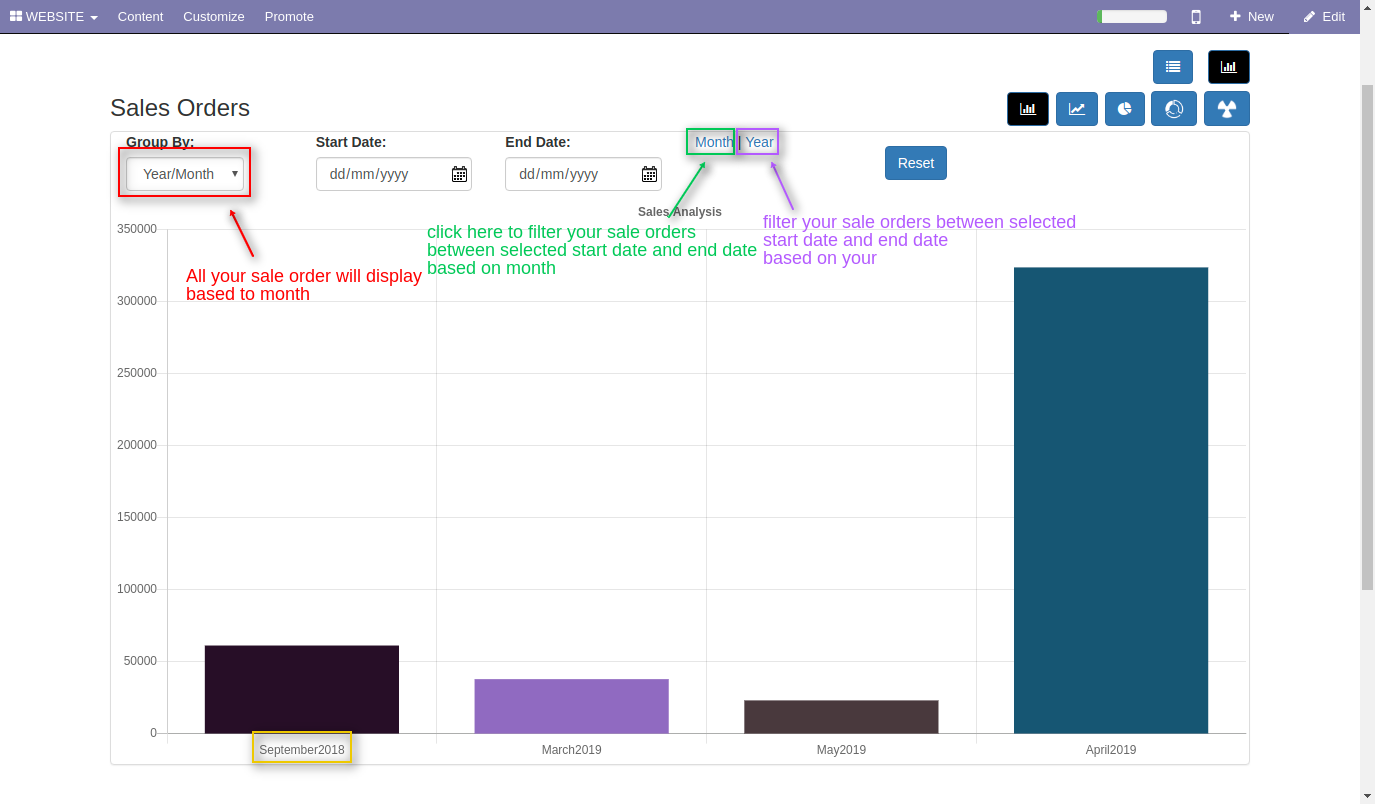 WEBSITE Content Customize Promote New Edit
Sales Orders
Group By: Start Date: End Date: Month | Year
Year/Month dd/mm/yyyy dd/mm/yyyy Reset
Sales Analysis
click here to filter your sale orders
between selected start date and end date
based on month
filter your sale orders between selected
start date and end date
based on your
All your sale order will display
based to month
350000
300000
250000
200000
150000
100000
50000
0
September2018 March2019 May2019 April2019